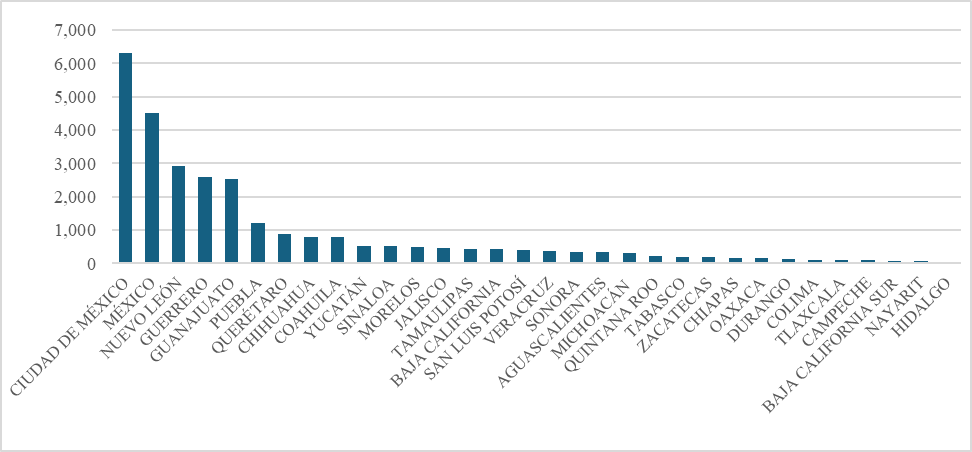 7,000
6,000
5,000
4,000
3,000
2,000
1,000
0
CIUDAD DE MÉXICO
MÉXICO
NUEVO LEÓN
GUERRERO
GUANAJUATO
PUEBLA
QUERÉTARO
CHIHUAHUA
COAHUILA
YUCATÁN
SINALOA
MORELOS
JALISCO
TAMAULIPAS
BAJA CALIFORNIA
SAN LUIS POTOSÍ
VERACRUZ
SONORA
AGUASCALIENTES
MICHOACÁN
QUINTANA ROO
TABASCO
ZACATECAS
CHIAPAS
OAXACA
DURANGO
COLIMA
TLAXCALA
CAMPECHE
BAJA CALIFORNIA SUR
NAYARIT
HIDALGO